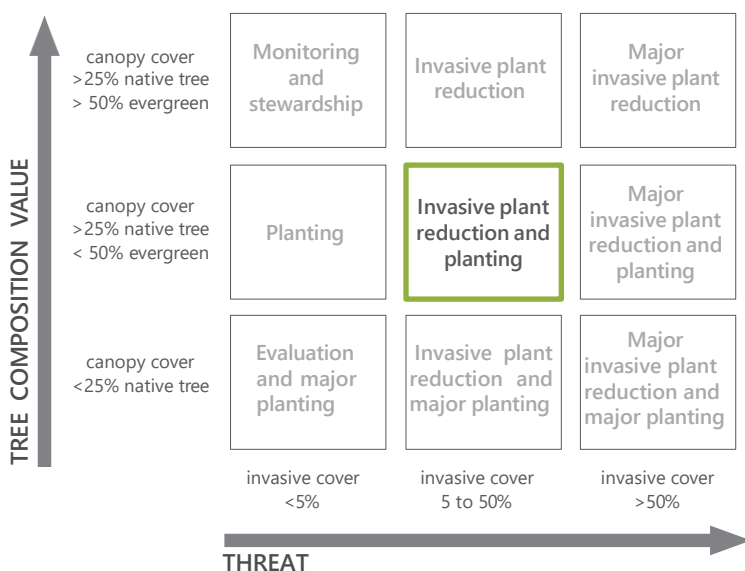 TREE COMPOSITION VALUE
canopy cover
>25% native tree
> 50% evergreen
Monitoring
and
stewardship
Invasive plant
reduction
Major
invasive plant
reduction
canopy cover
>25% native tree
< 50% evergreen
Planting
Invasive plant
reduction and
planting
Major
invasive plant
reduction and
planting
canopy cover
<25% native tree
Evaluation
and major
planting
Invasive plant
reduction and
major planting
Major
invasive plant
reduction and
major planting
invasive cover
<5%
invasive cover
5 to 50%
invasive cover
>50%
THREAT